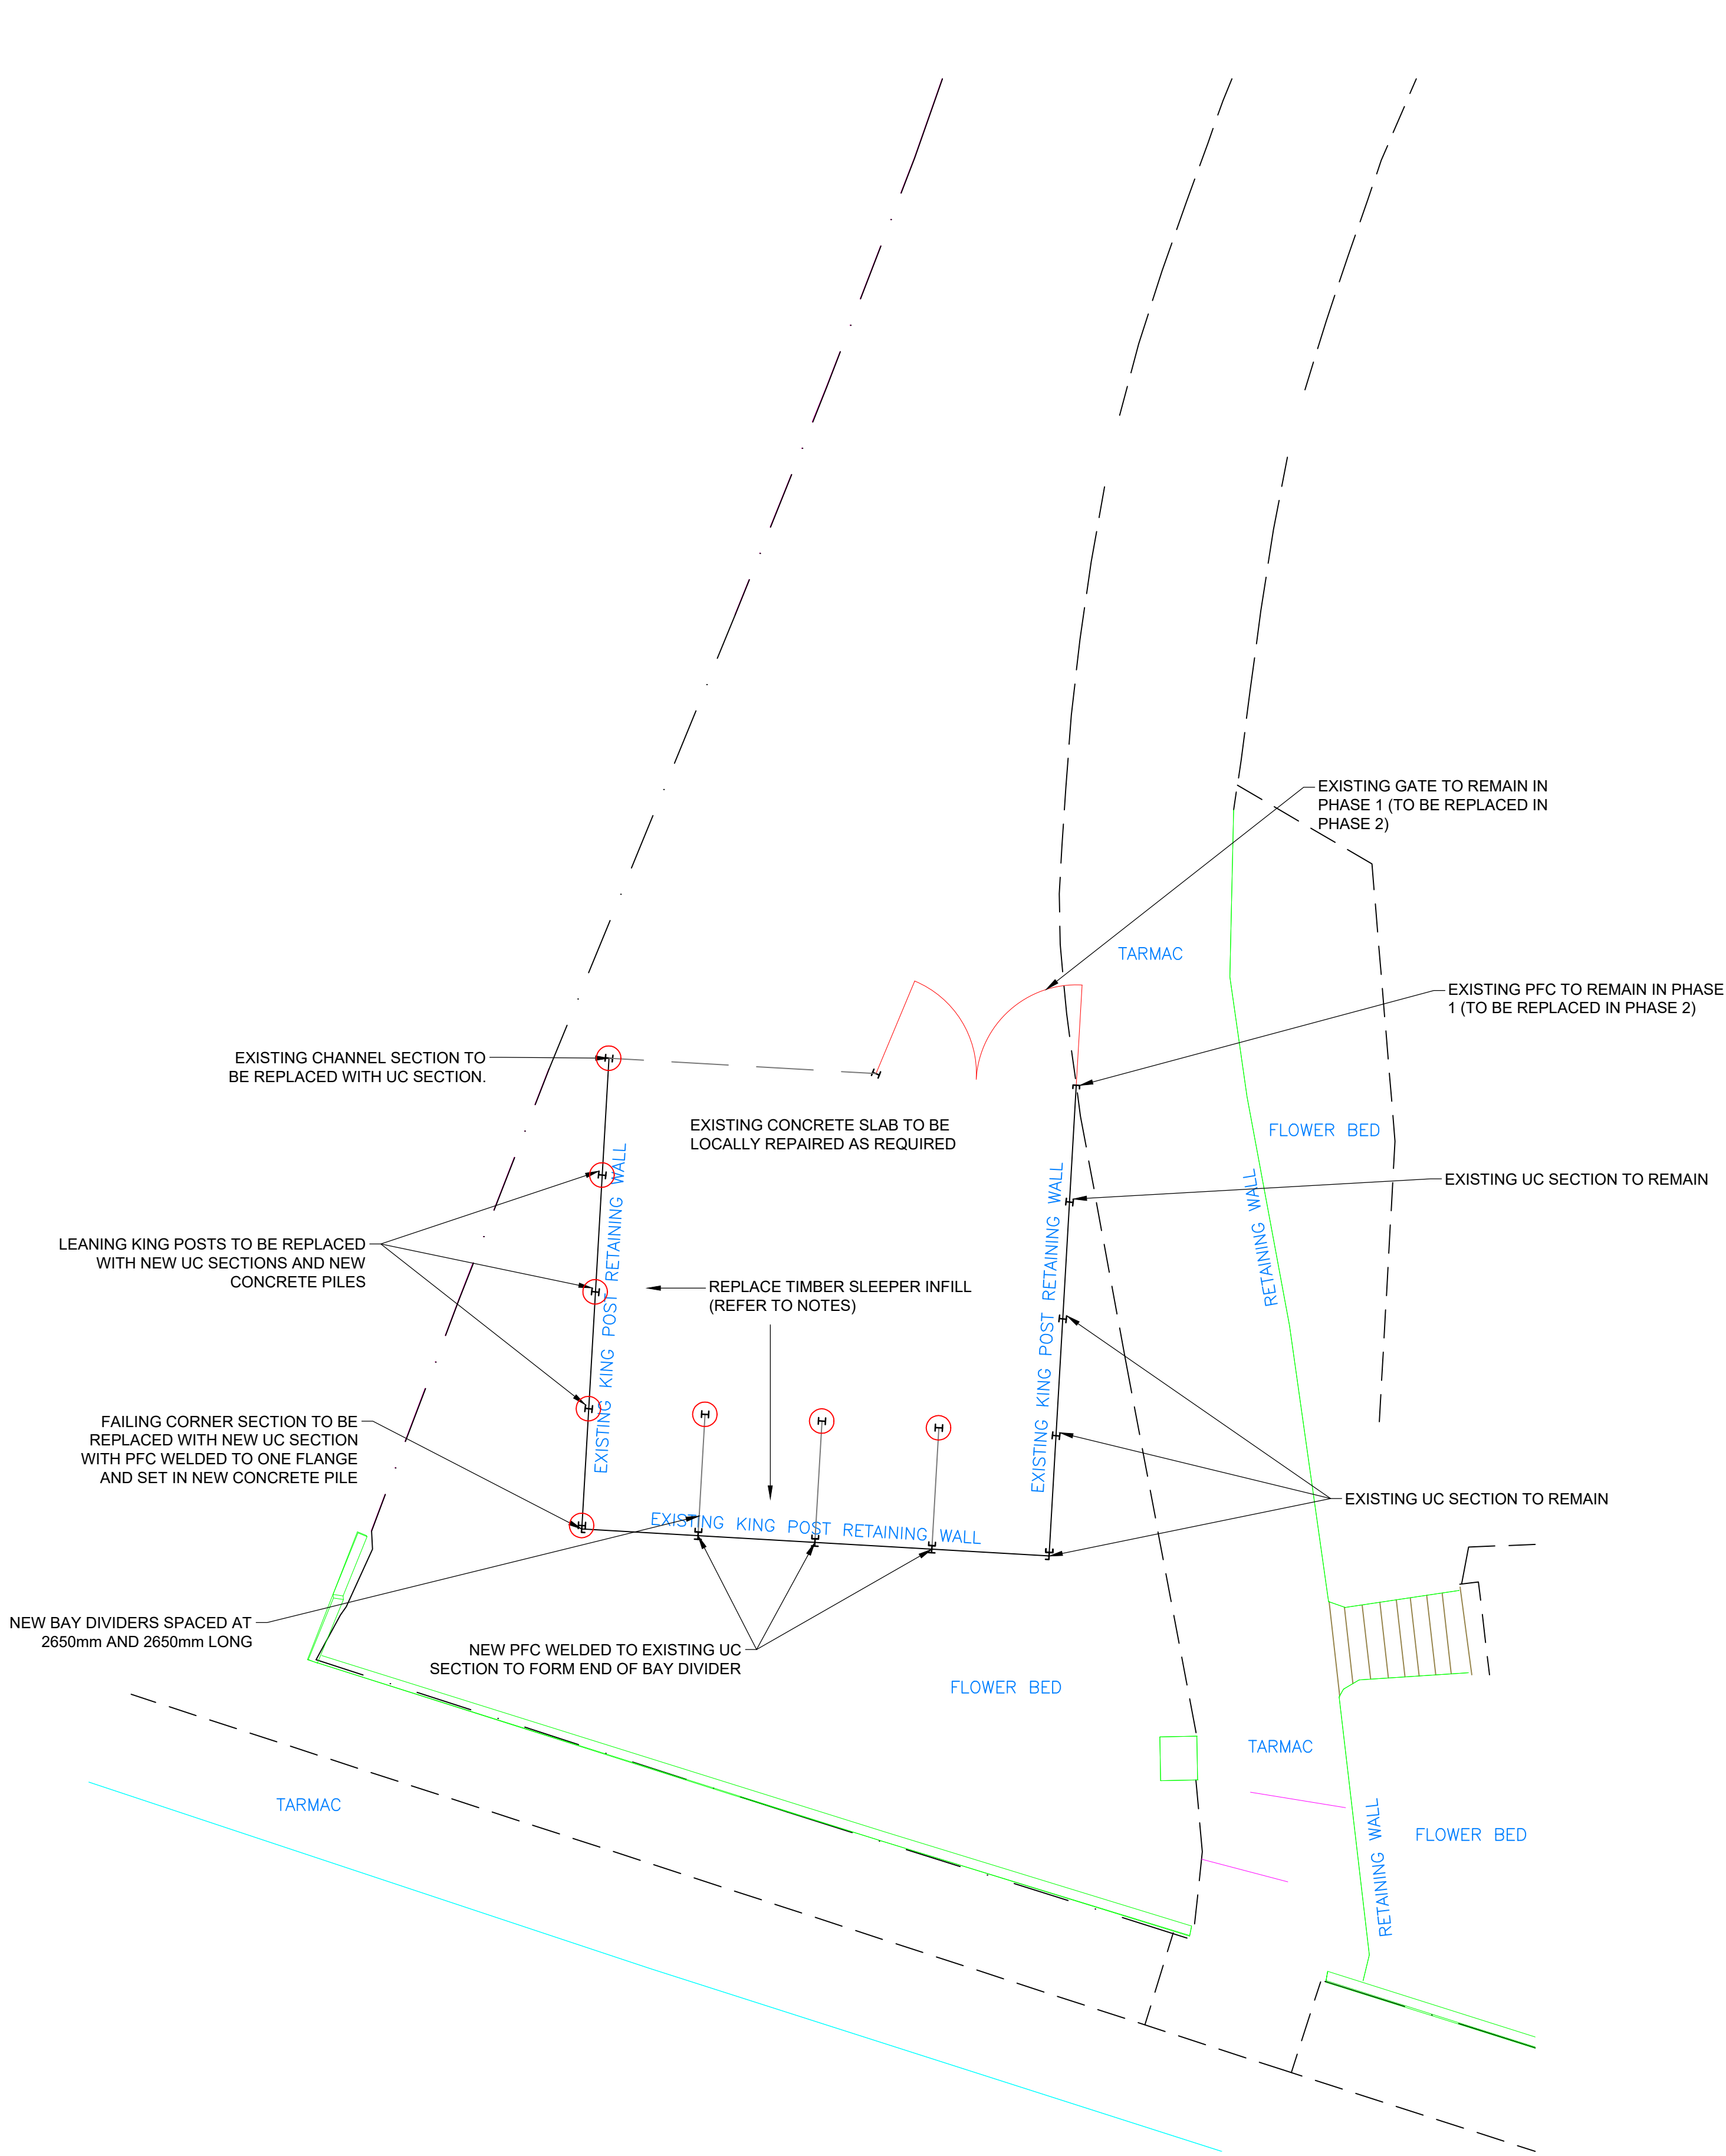 EXISTING GATE TO REMAIN IN
PHASE 1 (TO BE REPLACED IN
PHASE 2)
TARMAC
EXISTING PFC TO REMAIN IN PHASE
1 (TO BE REPLACED IN PHASE 2)
EXISTING CHANNEL SECTION TO
BE REPLACED WITH UC SECTION.
EXISTING CONCRETE SLAB TO BE
LOCALLY REPAIRED AS REQUIRED
FLOWER BED
EXISTING UC SECTION TO REMAIN
EXISTING KING POST RETAINING WALL
EXISTING KING POST RETAINING WALL
RETAINING WALL
LEANING KING POSTS TO BE REPLACED
WITH NEW UC SECTIONS AND NEW
CONCRETE PILES
REPLACE TIMBER SLEEPER INFILL
(REFER TO NOTES)
FAILING CORNER SECTION TO BE
REPLACED WITH NEW UC SECTION
WITH PFC WELDED TO ONE FLANGE
AND SET IN NEW CONCRETE PILE
EXISTING UC SECTION TO REMAIN
EXISTING KING POST RETAINING WALL
NEW BAY DIVIDERS SPACED AT
2650mm AND 2650mm LONG
NEW PFC WELDED TO EXISTING UC
SECTION TO FORM END OF BAY DIVIDER
FLOWER BED
TARMAC
TARMAC
RETAINING WALL
FLOWER BED